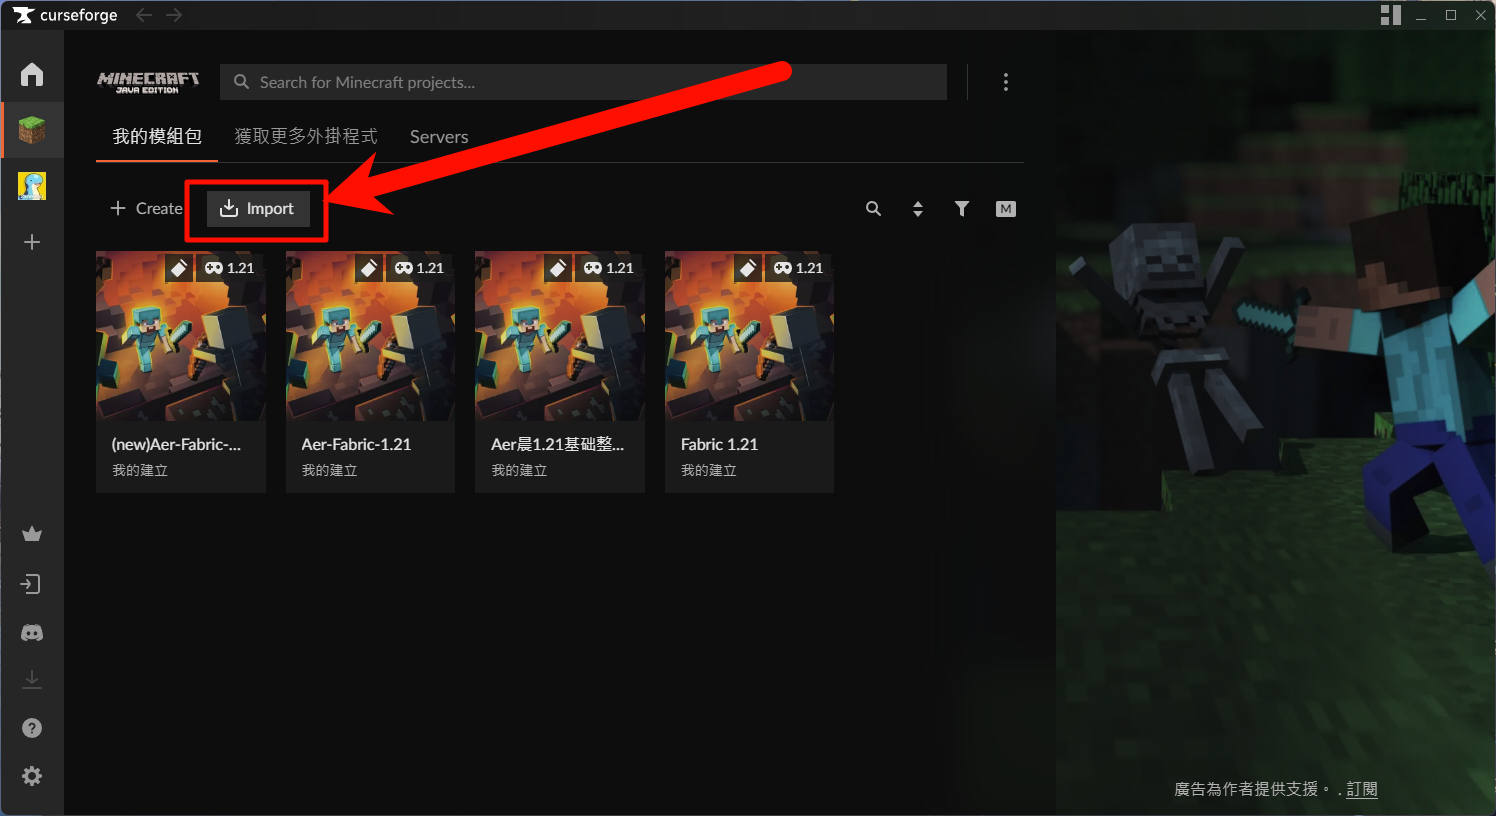 curseforge
MINECRAFT
JAVA EDITION
Search for Minecraft projects...
我的模組包 獲取更多外掛程式 Servers
Create Import
M
1.21 1.21 1.21 1.21
(new)Aer-Fabric-... Aer-Fabric-1.21 Aer晨1.21基础整... Fabric 1.21
我的建立 我的建立 我的建立 我的建立
廣告為作者提供支援。 . 訂閱